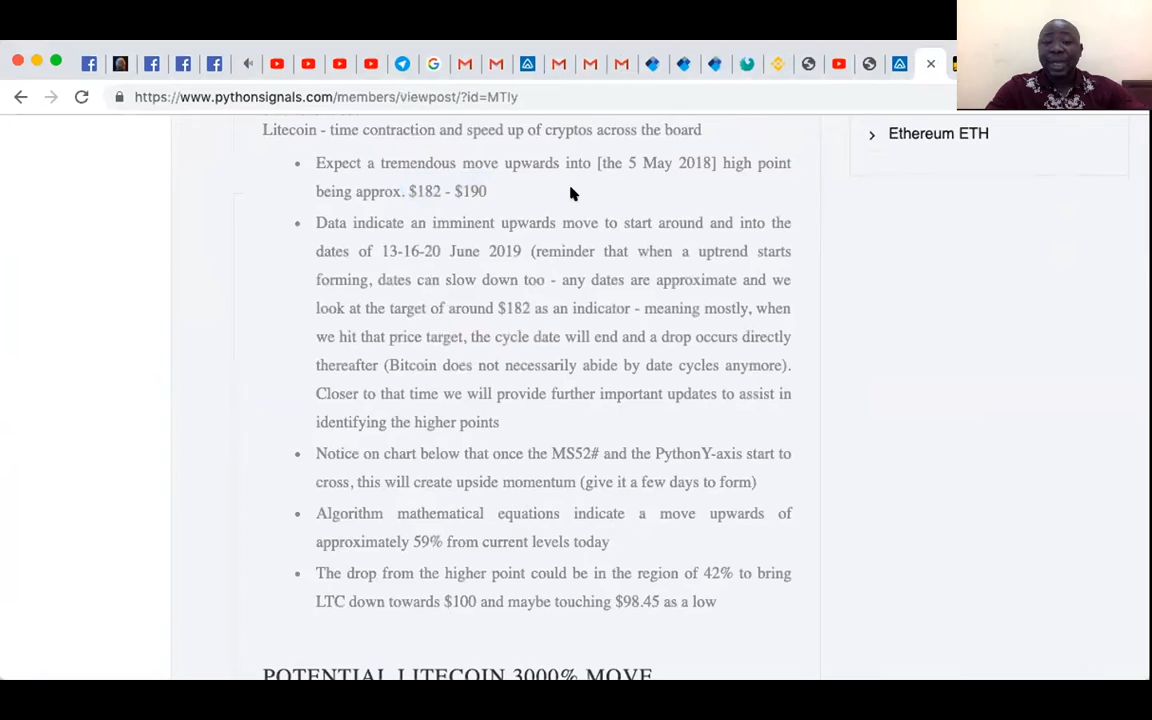 https://www.pythonsignals.com/members/viewpost/?id=MTIy
Litecoin - time contraction and speed up of cryptos across the board
Ethereum ETH
• Expect a tremendous move upwards into [the 5 May 2018] high point
being approx. $182 - $190
• Data indicate an imminent upwards move to start around and into the
dates of 13-16-20 June 2019 (reminder that when a uptrend starts
forming, dates can slow down too - any dates are approximate and we
look at the target of around $182 as an indicator - meaning mostly, when
we hit that price target, the cycle date will end and a drop occurs directly
thereafter (Bitcoin does not necessarily abide by date cycles anymore).
Closer to that time we will provide further important updates to assist in
identifying the higher points
• Notice on chart below that once the MS52# and the PythonY-axis start to
cross, this will create upside momentum (give it a few days to form)
• Algorithm mathematical equations indicate a move upwards of
approximately 59% from current levels today
• The drop from the higher point could be in the region of 42% to bring
LTC down towards $100 and maybe touching $98.45 as a low
POTENTIAL LITECOIN 3000% MOVE